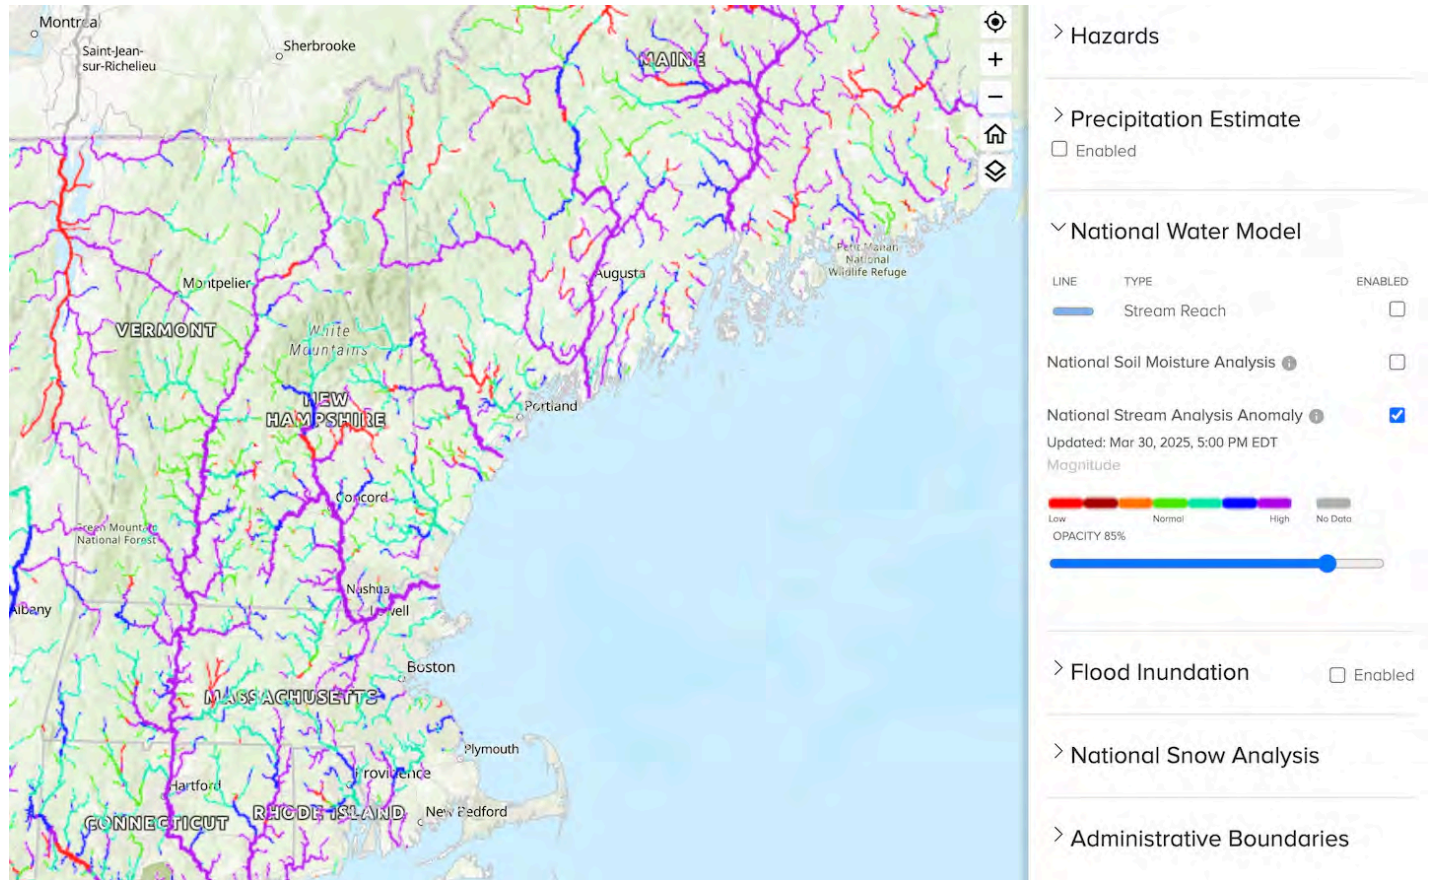 Montreal
Saint-Jean-
sur-Richelieu
Sherbrooke
MAINE
Montpelier
VERMONT
White
Mountains
Augusta
Petit Manan
National
Wildlife Refuge
NEW
HAMPSHIRE
Portland
Concord
Green Mountain
National Forest
Nashua
Lowell
Albany
Boston
MASSACHUSETTS
Plymouth
Providence
Hartford
RHODE ISLAND
New Bedford
CONNECTICUT
Hazards
Precipitation Estimate
Enabled
National Water Model
LINE TYPE ENABLED
Stream Reach
National Soil Moisture Analysis
National Stream Analysis Anomaly
Updated: Mar 30, 2025, 5:00 PM EDT
Magnitude
Low Normal High No Data
OPACITY 85%
Flood Inundation Enabled
National Snow Analysis
Administrative Boundaries